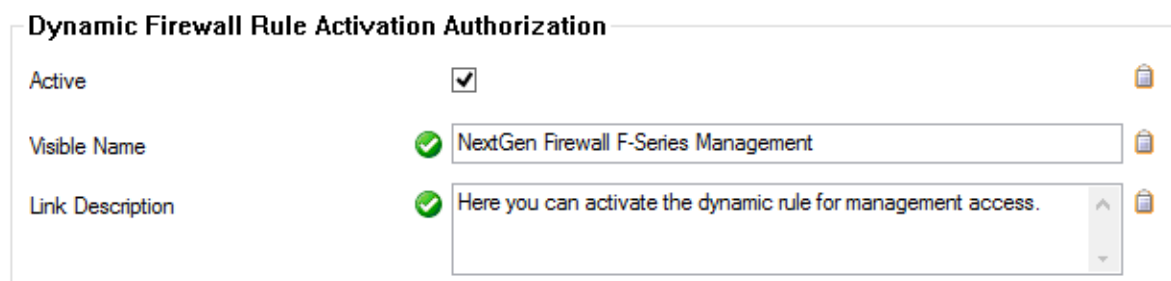 Dynamic Firewall Rule Activation Authorization
Active
Visible Name NextGen Firewall F-Series Management
Link Description Here you can activate the dynamic rule for management access.